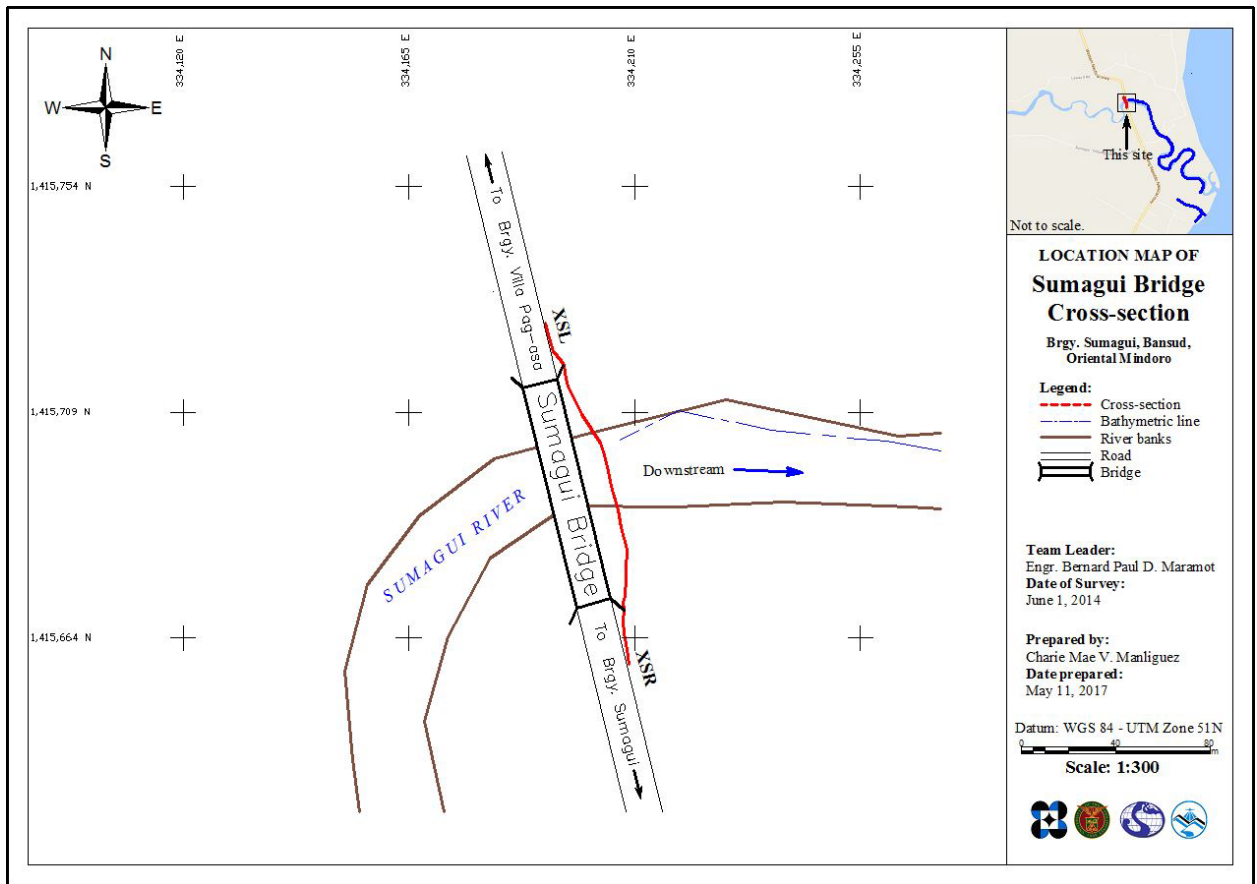 334,120 E
334,165 E
334,210 E
334,255 E
N
W
E
S
1,415,754 N
1,415,709 N
1,415,664 N
To Brgy. Villa Pag-asa
XSL
Sumagui Bridge
Downstream
SUMAGUI RIVER
XSR
To Brgy. Sumagui
This site
Not to scale.
LOCATION MAP OF
Sumagui Bridge
Cross-section
Brgy. Sumagui, Bansud,
Oriental Mindoro
Legend:
Cross-section
Bathymetric line
River banks
Road
Bridge
Team Leader:
Engr. Bernard Paul D. Maramot
Date of Survey:
June 1, 2014
Prepared by:
Charie Mae V. Manliguez
Date prepared:
May 11, 2017
Datum: WGS 84 - UTM Zone 51N
0 40 80
m
Scale: 1:300